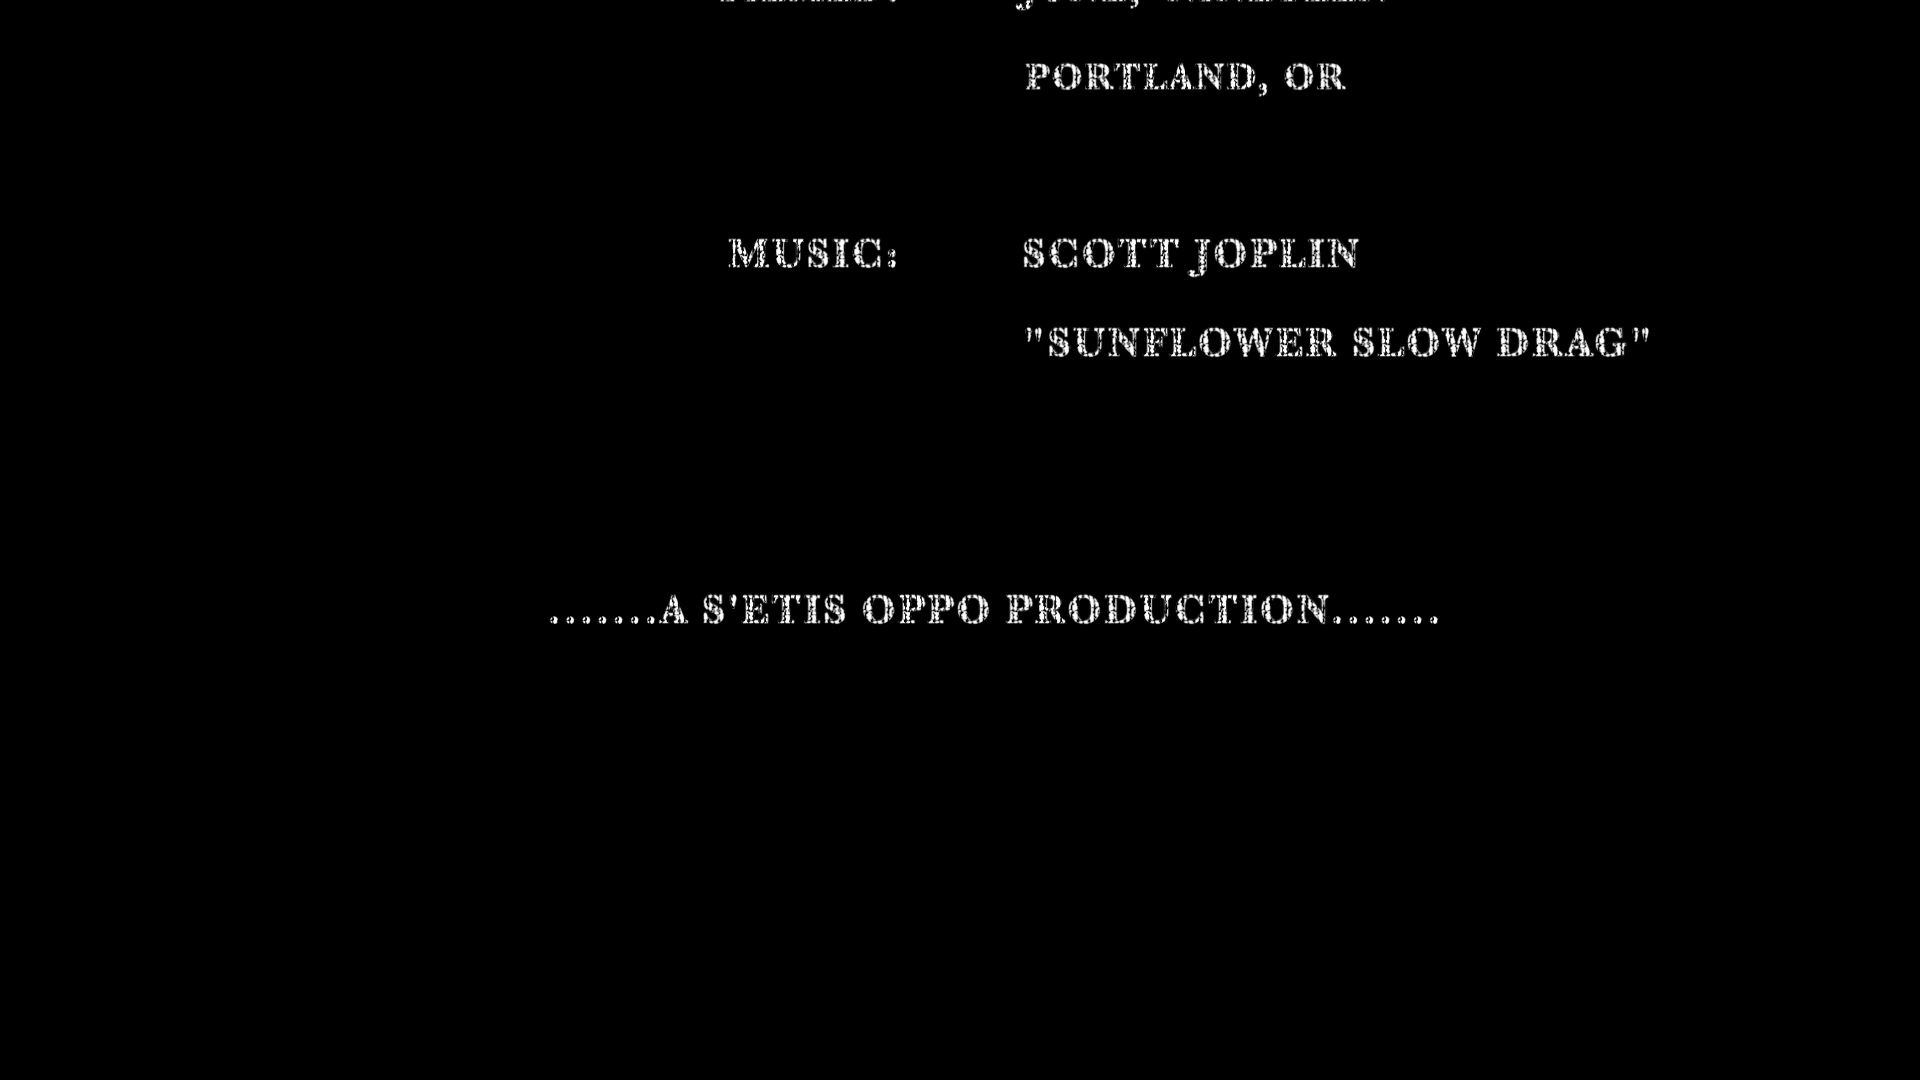 PORTLAND, OR
MUSIC: SCOTT JOPLIN
"SUNFLOWER SLOW DRAG"
.......A S'ETIS OPPO PRODUCTION.......